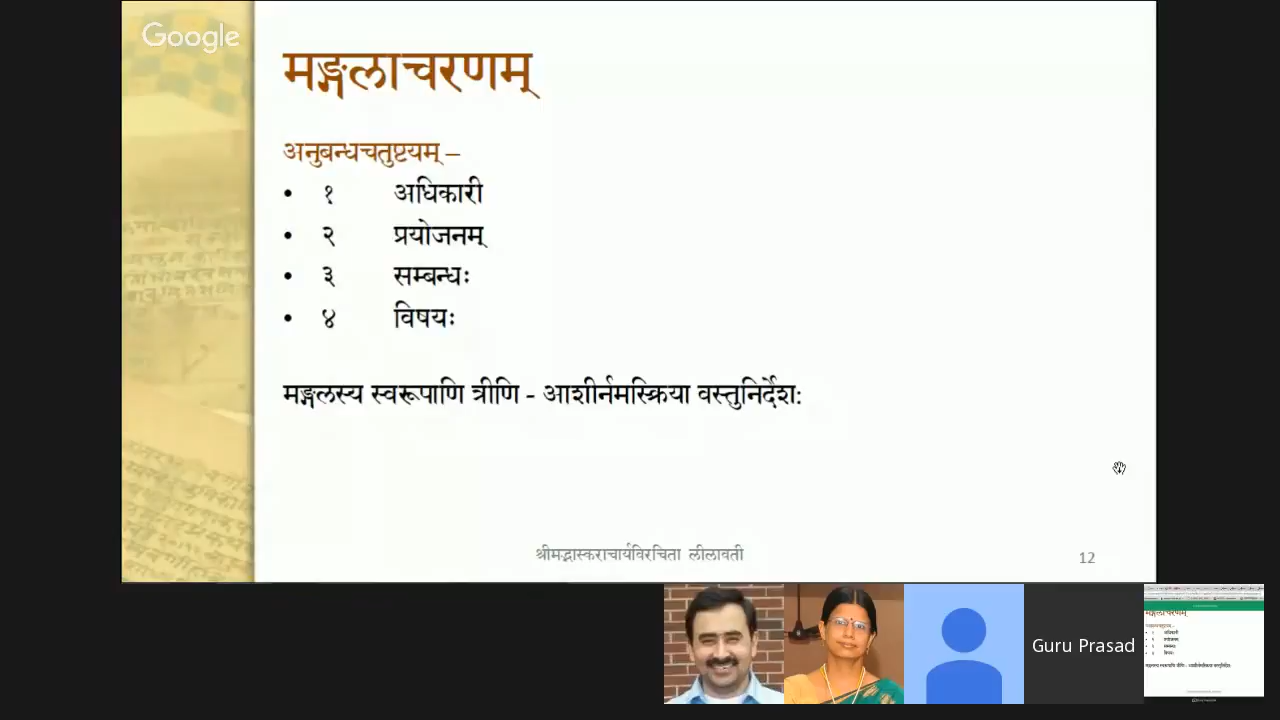 Google
मङ्गलाचरणम्
अनुबन्धचतुष्टयम् –
• १ अधिकारी
• २ प्रयोजनम्
• ३ सम्बन्धः
• ४ विषयः
मङ्गलस्य स्वरूपाणि त्रीणि - आशीर्नमस्क्रिया वस्तुनिर्देशः
श्रीमद्भास्कराचार्यविरचिता लीलावती
12
Guru Prasad